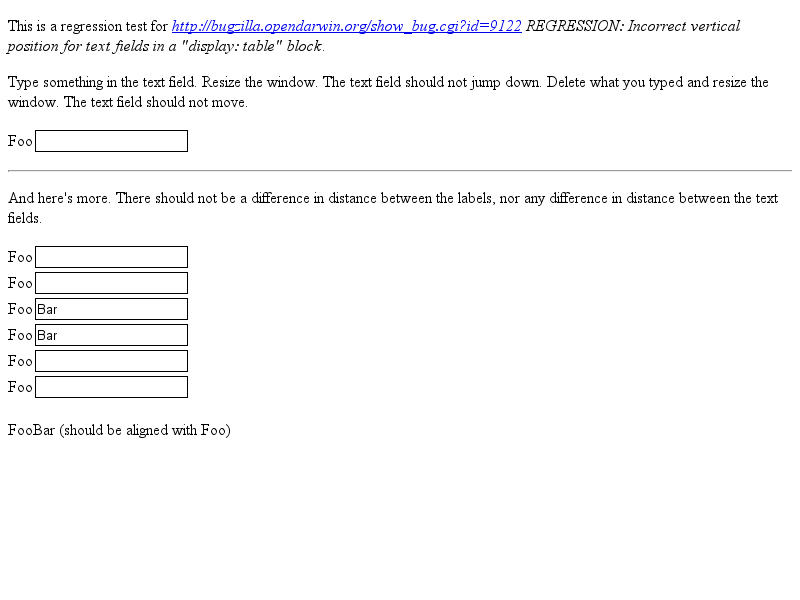 This is a regression test for http://bugzilla.opendarwin.org/show_bug.cgi?id=9122 REGRESSION: Incorrect vertical
position for text fields in a "display: table" block.
Type something in the text field. Resize the window. The text field should not jump down. Delete what you typed and resize the
window. The text field should not move.
Foo
And here's more. There should not be a difference in distance between the labels, nor any difference in distance between the text
fields.
Foo
Foo
Foo Bar
Foo Bar
Foo
Foo
FooBar (should be aligned with Foo)